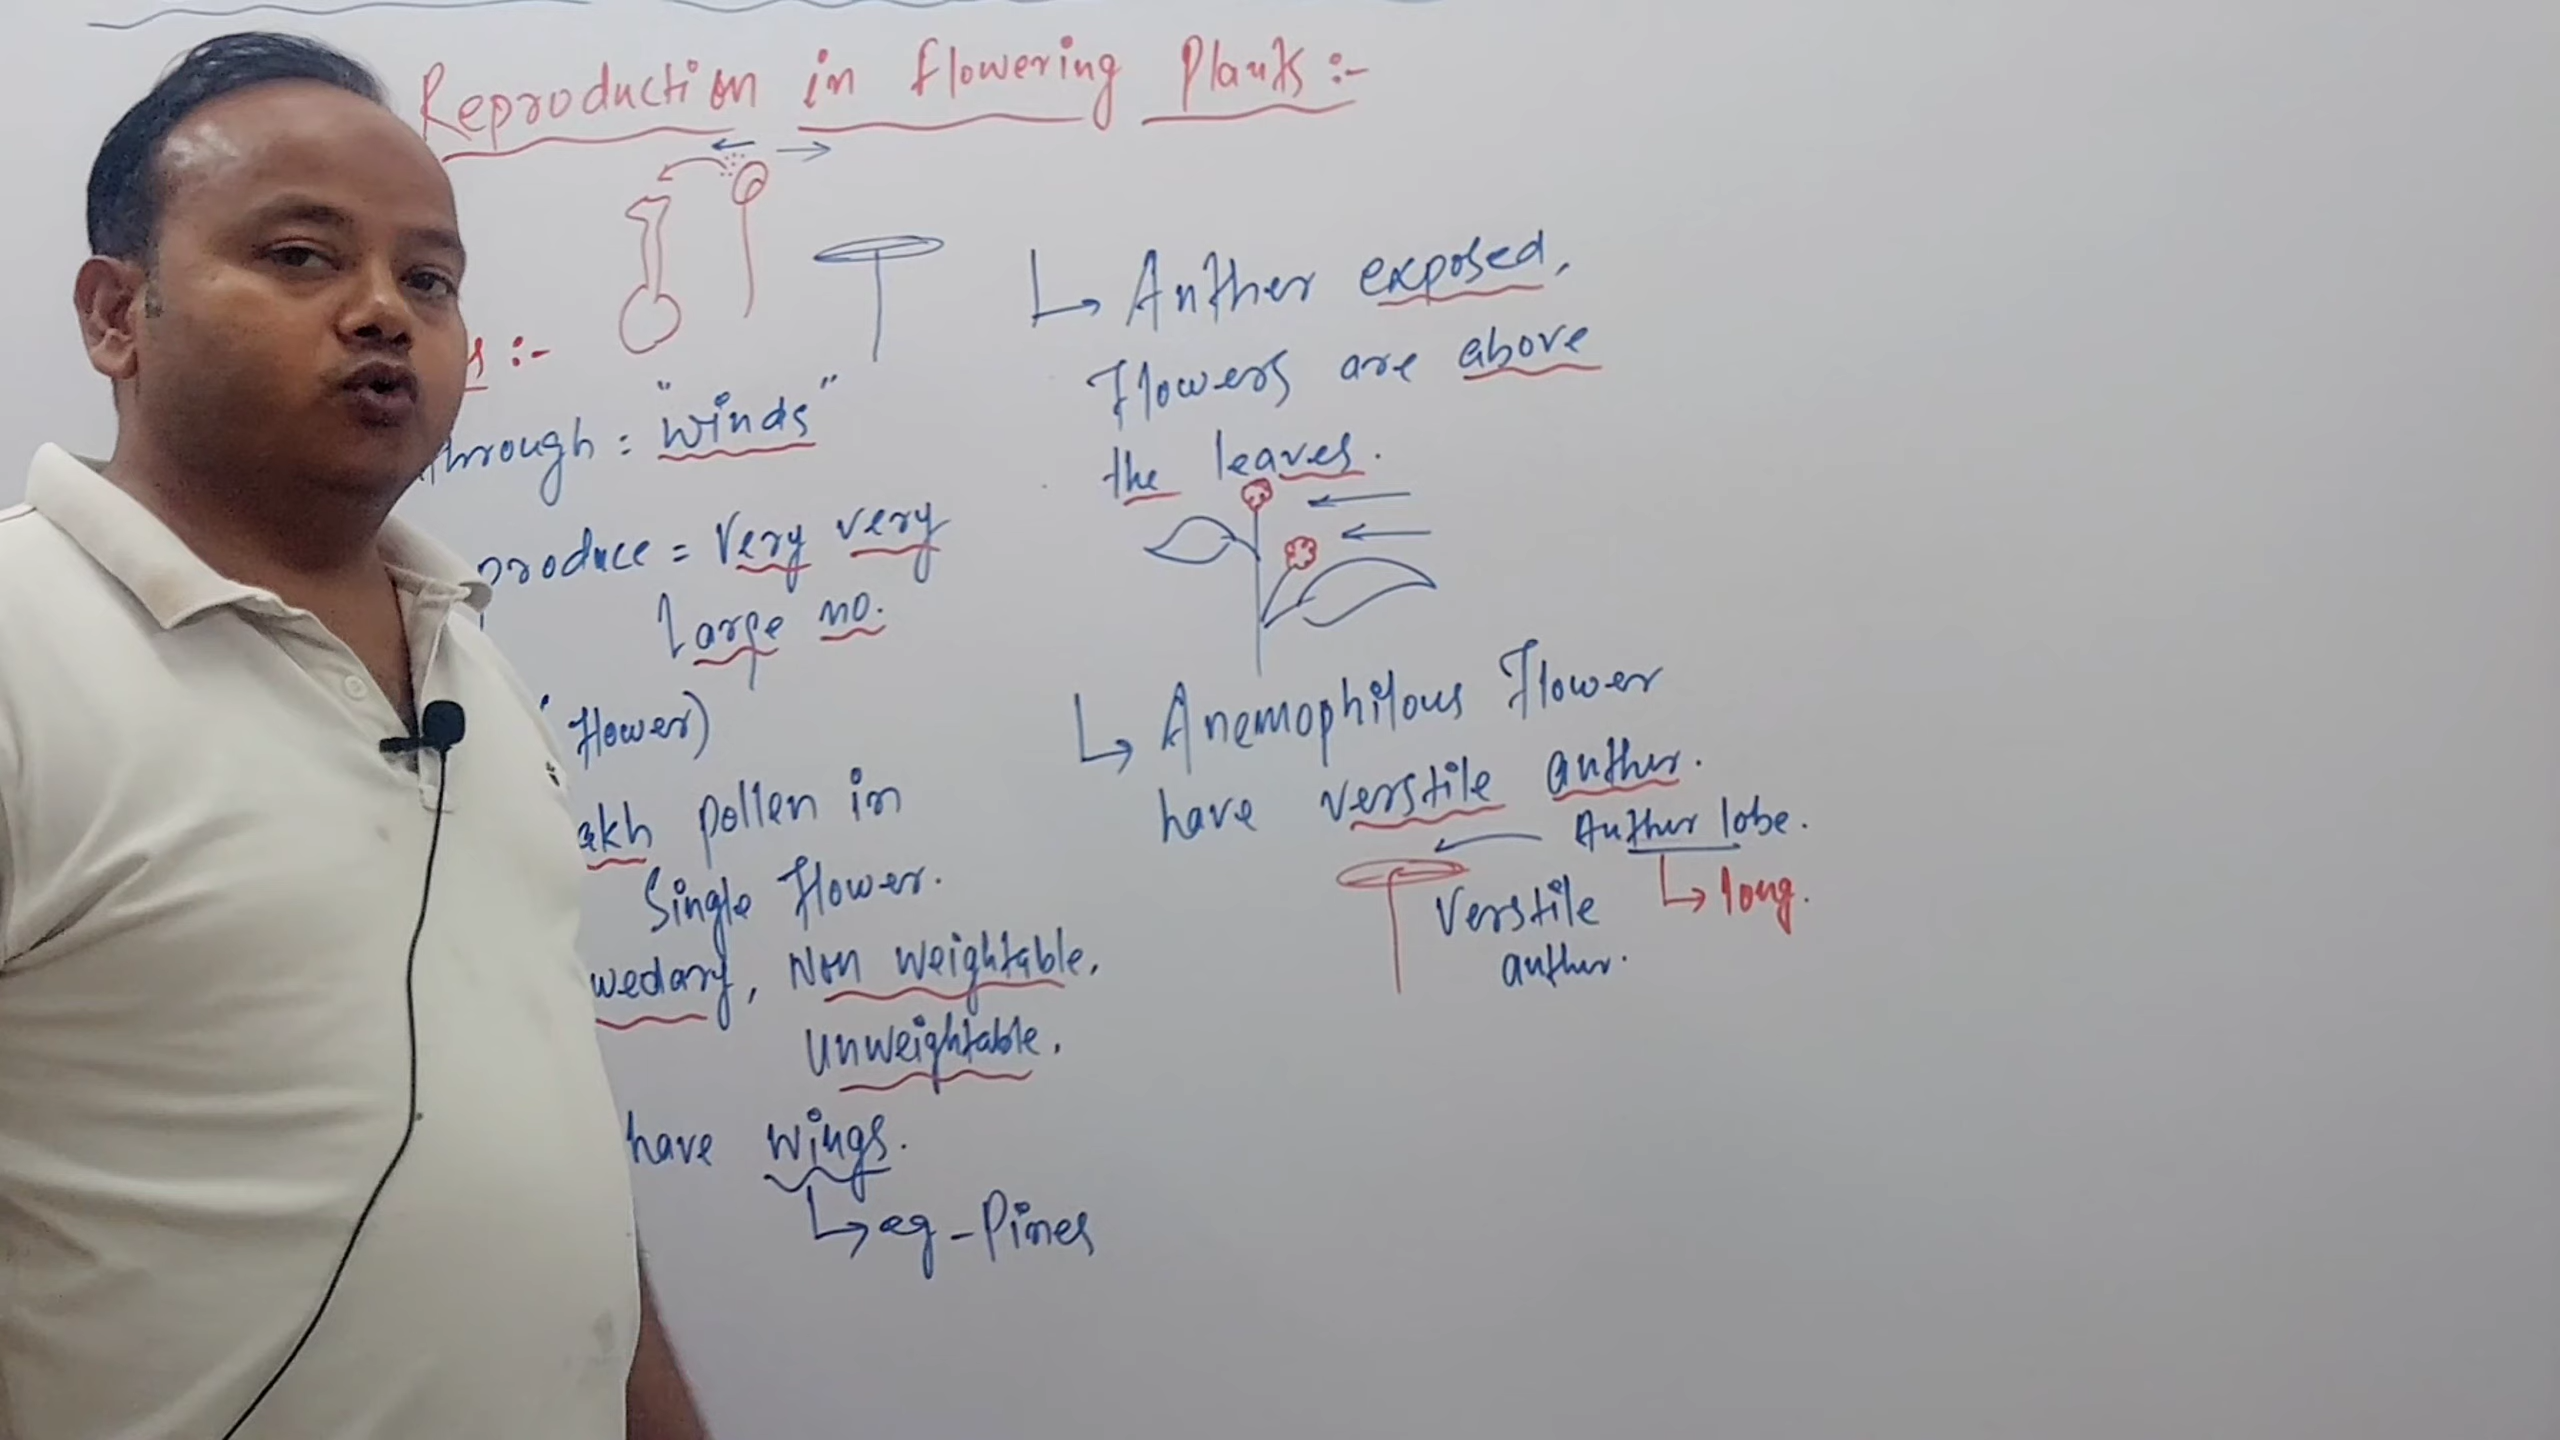 Reproduction in flowering Plants :-
:-
through : "winds"
produce = Very very
large no.
flower)
akh pollen in
Single flower.
wedary, Non weightable,
Unweightable,
have wings.
eg - Pines
Anther exposed,
Flowers are above
the leaves.
Anemophilous Flower
have verstile anther.
Anther lobe.
long.
Verstile
anther.